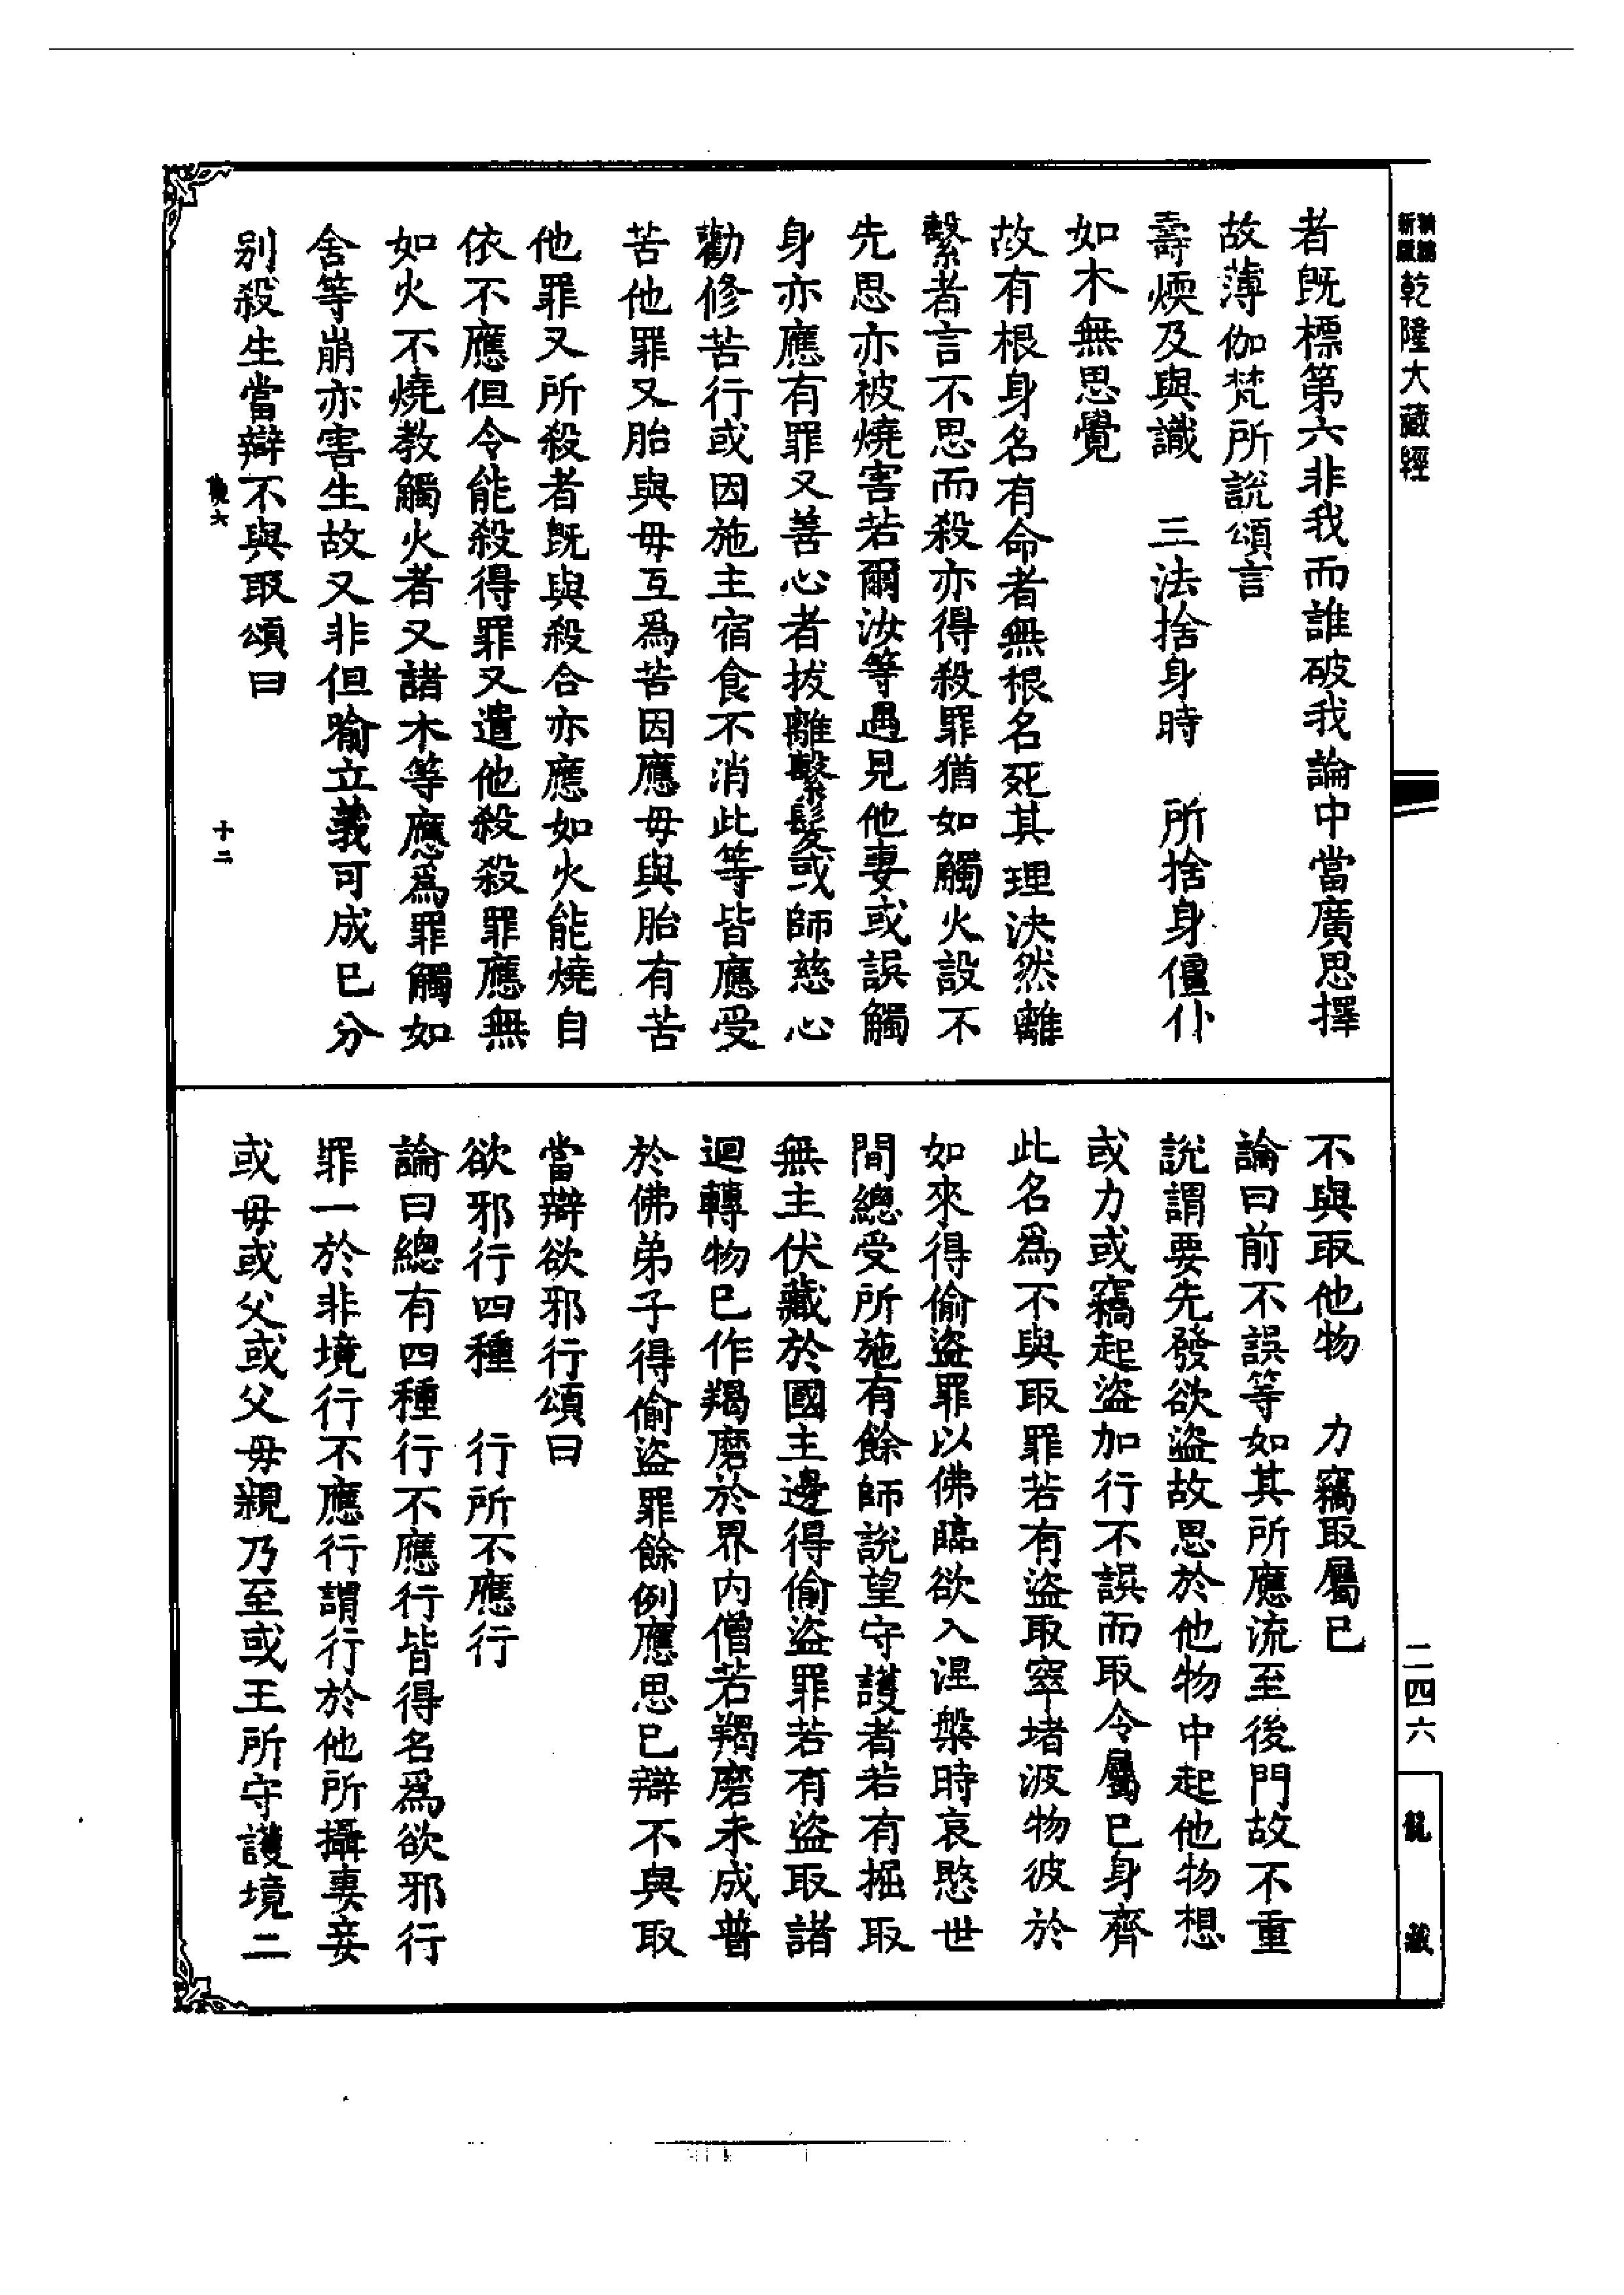 乾隆大藏經
者既標第六非我而誰破我論中當廣思擇
故薄伽梵所說頌言
壽煖及與識　三法捨身時　所捨身僵仆
如木無思覺
故有根身名有命者無根名死其理決然離
繫者言不思而殺亦得殺罪猶如觸火設不
先思亦被燒害若爾汝等遇見他妻或誤觸
身亦應有罪又善心者拔離繫髮或師慈心
勸修苦行或因施主宿食不消此等皆應受
苦他罪又胎與母互爲苦因應母與胎有苦
他罪又所殺者既與殺合亦應如火能燒自
依不應但令能殺得罪又遣他殺殺罪應無
如火不燒教觸火者又諸木等應爲罪觸如
舍等崩亦害生故又非但喻立義可成已分
別殺生當辯不與取頌曰
十二
不與取他物　力竊取屬已
論曰前不誤等如其所應流至後門故不重
說謂要先發欲盜故思於他物中起他物想
或力或竊起盜加行不誤而取令屬已身齊
此名爲不與取罪若有盜取窣堵波物彼於
如來得偷盜罪以佛臨欲入涅槃時哀愍世
間總受所施有餘師說望守護者若有掘取
無主伏藏於國主邊得偷盜罪若有盜取諸
迴轉物已作羯磨於界內僧若羯磨未成普
於佛弟子得偷盜罪餘例應思已辯不與取
當辯欲邪行頌曰
欲邪行四種　行所不應行
論曰總有四種行不應行皆得名爲欲邪行
罪一於非境行不應行謂行於他所攝妻妾
或母或父或父母親乃至或王所守護境二
二四六
龍藏